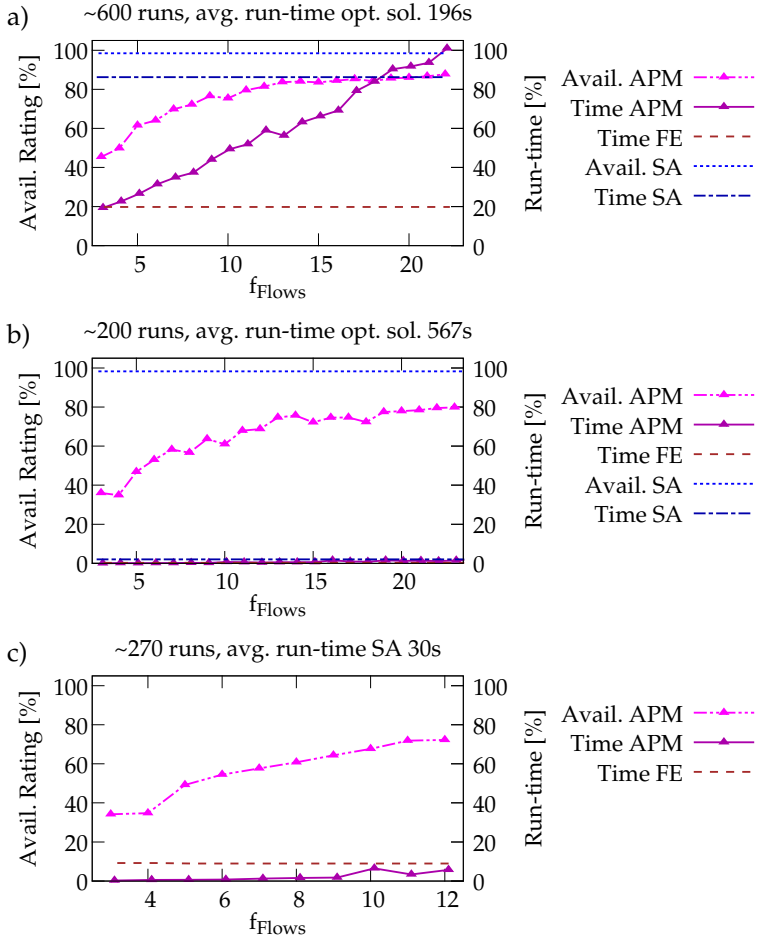 a)
~600 runs, avg. run-time opt. sol. 196s
Avail. Rating [%]
100
80
60
40
20
0
5
10
15
20
f_Flows
100
80
60
40
20
0
Run-time [%]
Avail. APM
Time APM
Time FE
Avail. SA
Time SA
b)
~200 runs, avg. run-time opt. sol. 567s
Avail. Rating [%]
100
80
60
40
20
0
5
10
15
20
f_Flows
100
80
60
40
20
0
Run-time [%]
Avail. APM
Time APM
Time FE
Avail. SA
Time SA
c)
~270 runs, avg. run-time SA 30s
Avail. Rating [%]
100
80
60
40
20
0
4
6
8
10
12
f_Flows
100
80
60
40
20
0
Run-time [%]
Avail. APM
Time APM
Time FE